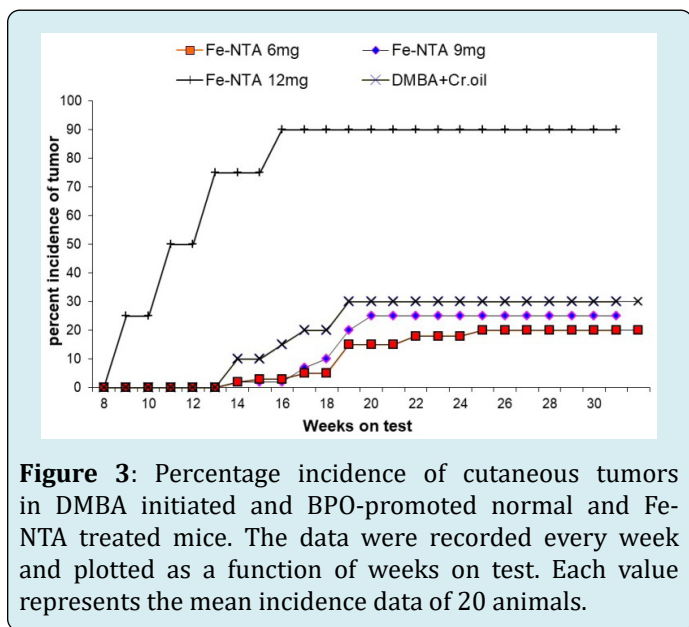 Fe-NTA 6mg
Fe-NTA 9mg
Fe-NTA 12mg
DMBA+Cr.oil
100
90
80
70
60
50
40
30
20
10
0
percent incidence of tumor
8 10 12 14 16 18 20 22 24 26 28 30
Weeks on test
Figure 3: Percentage incidence of cutaneous tumors
in DMBA initiated and BPO-promoted normal and Fe-
NTA treated mice. The data were recorded every week
and plotted as a function of weeks on test. Each value
represents the mean incidence data of 20 animals.